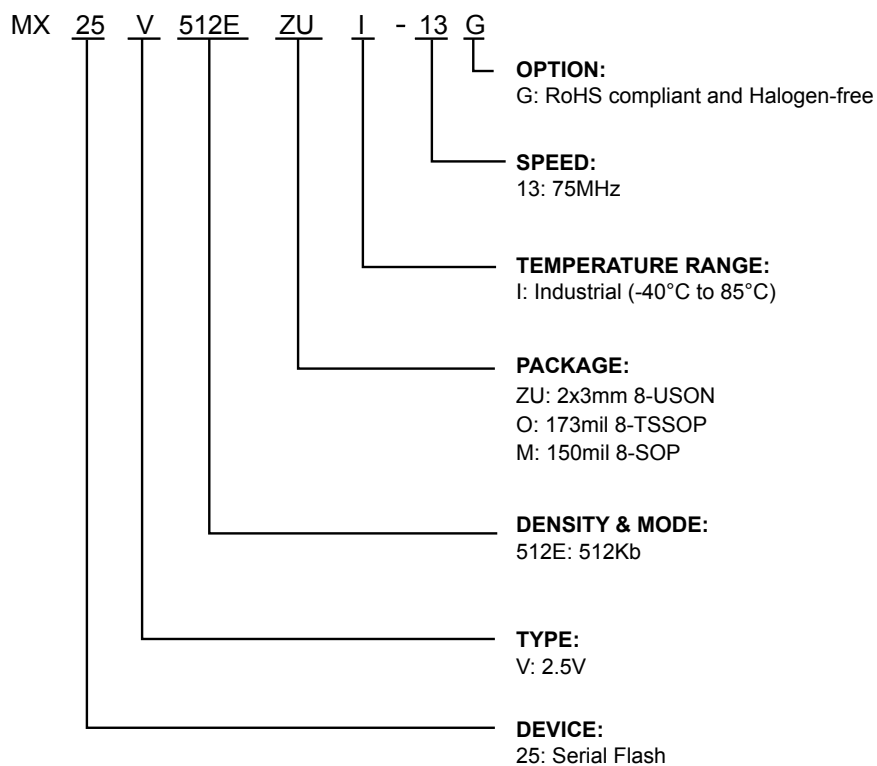 MX 25 V 512E ZU I - 13 G
OPTION:
G: RoHS compliant and Halogen-free
SPEED:
13: 75MHz
TEMPERATURE RANGE:
I: Industrial (-40°C to 85°C)
PACKAGE:
ZU: 2x3mm 8-USON
O: 173mil 8-TSSOP
M: 150mil 8-SOP
DENSITY & MODE:
512E: 512Kb
TYPE:
V: 2.5V
DEVICE:
25: Serial Flash